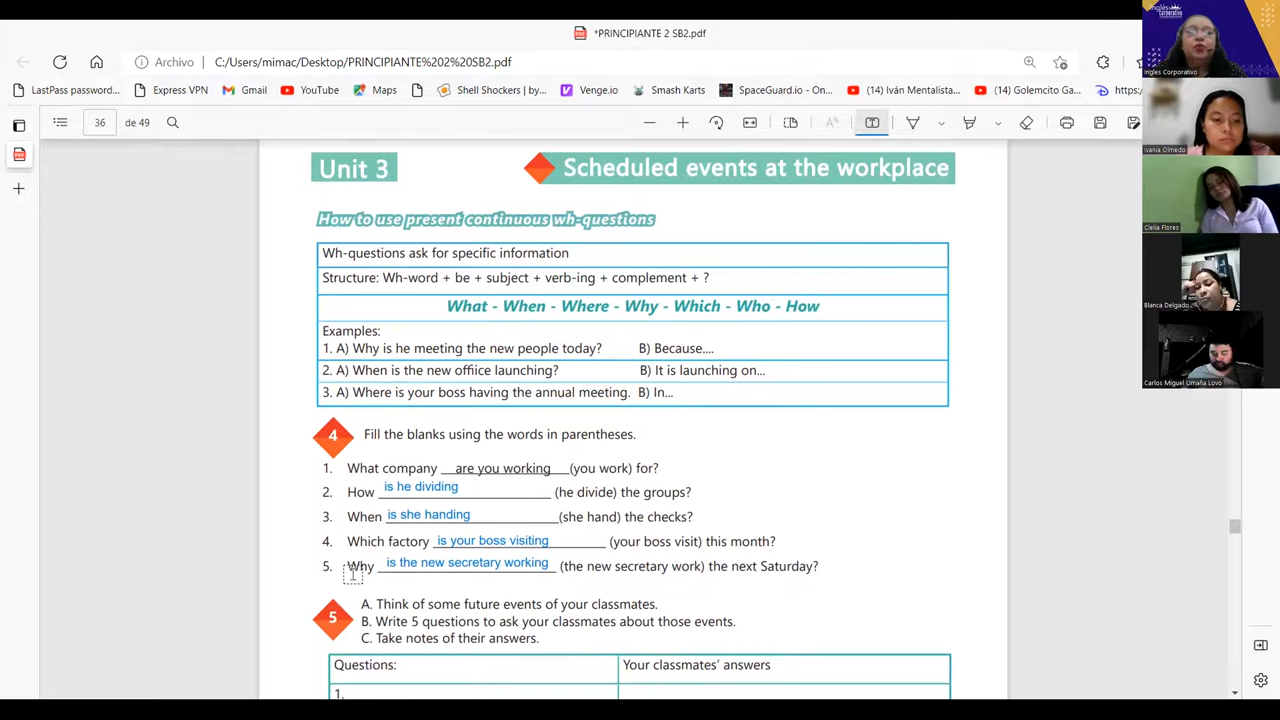 *PRINCIPIANTE 2 SB2.pdf
Archivo C:/Users/mimac/Desktop/PRINCIPIANTE%202%20SB2.pdf
LastPass password... Express VPN Gmail YouTube Maps Shell Shockers | by... Venge.io Smash Karts SpaceGuard.io - On... (14) Iván Mentalista... (14) Golemcito Ga... https:
36 de 49
Unit 3 Scheduled events at the workplace
How to use present continuous wh-questions
Wh-questions ask for specific information
Structure: Wh-word + be + subject + verb-ing + complement + ?
What - When - Where - Why - Which - Who - How
Examples:
1. A) Why is he meeting the new people today? B) Because....
2. A) When is the new offiice launching? B) It is launching on...
3. A) Where is your boss having the annual meeting. B) In...
4 Fill the blanks using the words in parentheses.
1. What company are you working (you work) for?
2. How is he dividing (he divide) the groups?
3. When is she handing (she hand) the checks?
4. Which factory is your boss visiting (your boss visit) this month?
5. Why is the new secretary working (the new secretary work) the next Saturday?
5 A. Think of some future events of your classmates.
B. Write 5 questions to ask your classmates about those events.
C. Take notes of their answers.
Questions: Your classmates' answers
1.
Inglés Corporativo
Ingles Corporativo
Ivania Olmedo
Clelia Flores
Blanca Delgado
Carlos Miguel Umaña Lovo